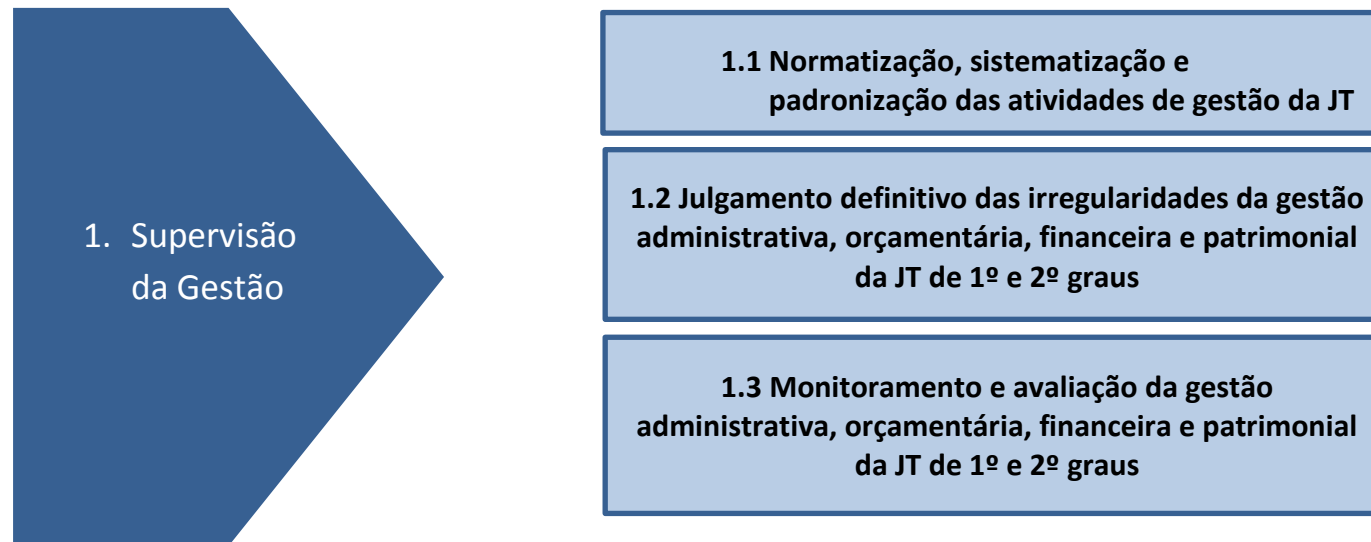 1. Supervisão
da Gestão
1.1 Normatização, sistematização e
padronização das atividades de gestão da JT
1.2 Julgamento definitivo das irregularidades da gestão
administrativa, orçamentária, financeira e patrimonial
da JT de 1º e 2º graus
1.3 Monitoramento e avaliação da gestão
administrativa, orçamentária, financeira e patrimonial
da JT de 1º e 2º graus